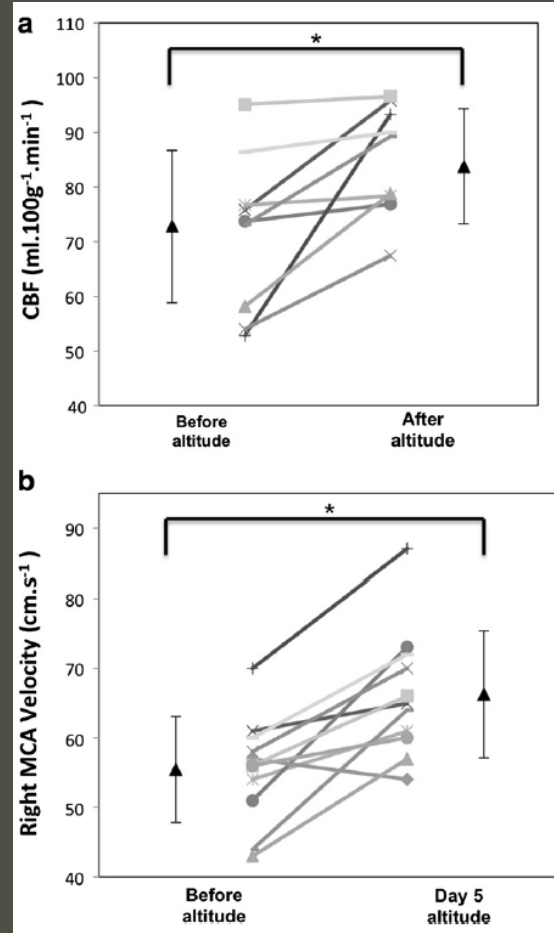 a
*
CBF (ml.100g⁻¹.min⁻¹ )
110
100
90
80
70
60
50
40
Before
altitude
After
altitude
b
*
Right MCA Velocity (cm.s⁻¹ )
90
80
70
60
50
40
Before
altitude
Day 5
altitude